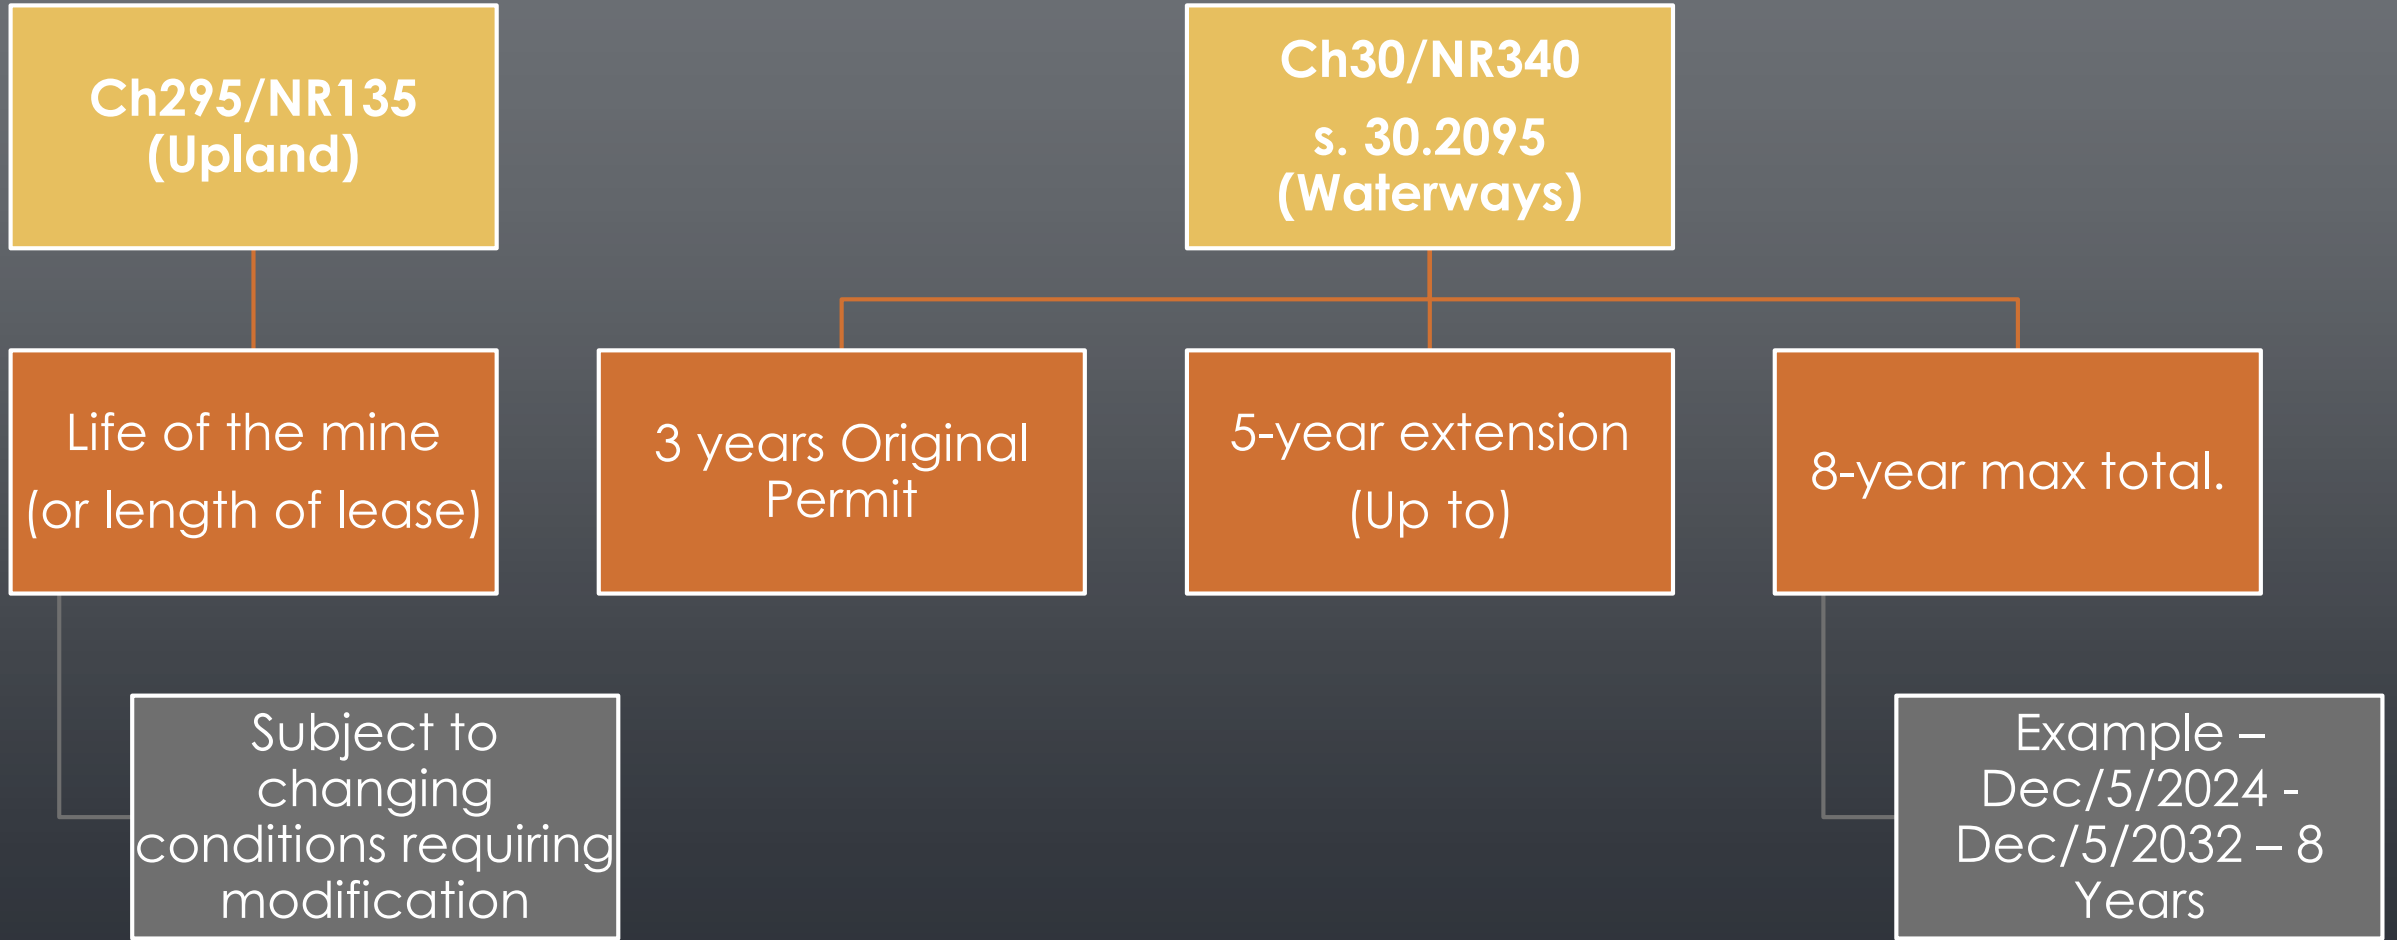 Ch295/NR135
(Upland)
Ch30/NR340
s. 30.2095
(Waterways)
Life of the mine
(or length of lease)
3 years Original
Permit
5-year extension
(Up to)
8-year max total.
Subject to
changing
conditions requiring
modification
Example –
Dec/5/2024 -
Dec/5/2032 – 8
Years